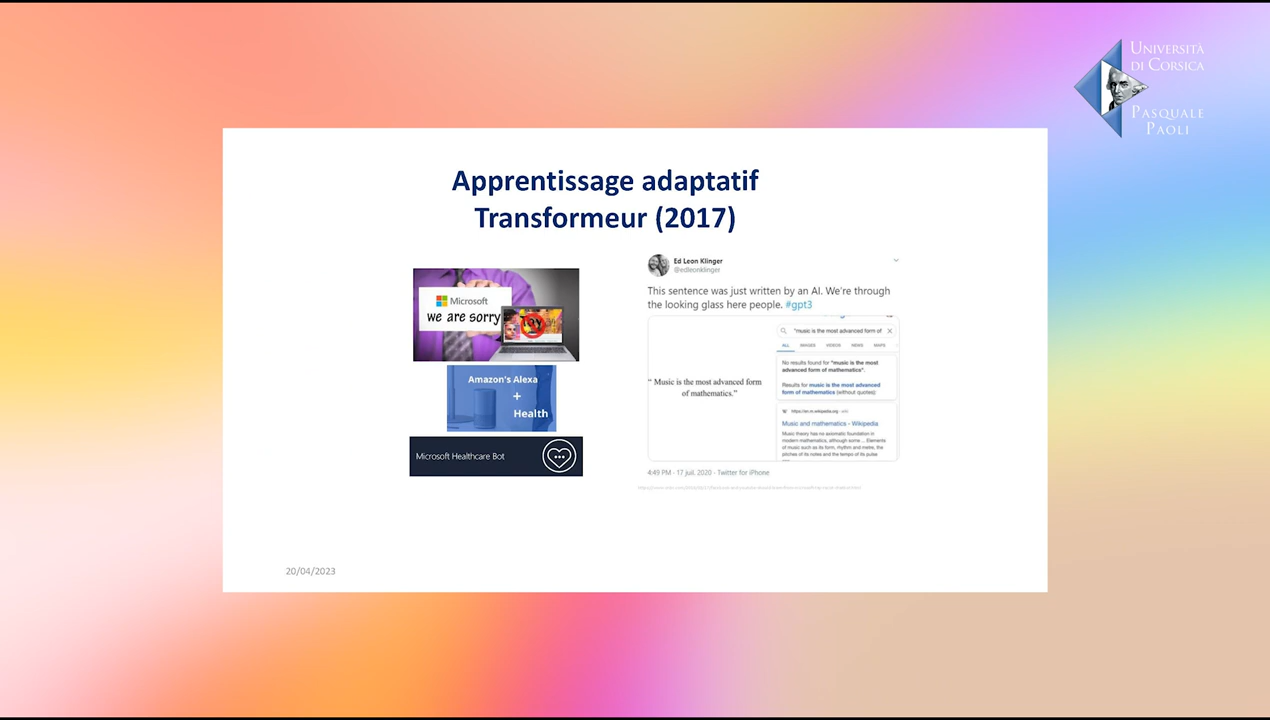 UNIVERSITÀ
DI CORSICA
PASQUALE
PAOLI
Apprentissage adaptatif
Transformeur (2017)
Microsoft
we are sorry
Tay
Amazon's Alexa
+
Health
Microsoft Healthcare Bot
Ed Leon Klinger
@edleonklinger
This sentence was just written by an AI. We're through
the looking glass here people. #gpt3
" Music is the most advanced form
of mathematics."
"music is the most advanced form of
ALL IMAGES VIDEOS NEWS MAPS
No results found for "music is the most
advanced form of mathematics".
Results for music is the most advanced
form of mathematics (without quotes):
Music and mathematics - Wikipedia
Music theory has no axiomatic foundation in
modern mathematics, although some ... Elements
of music such as its form, rhythm and metre, the
pitches of its notes and the tempo of its pulse
4:49 PM · 17 juil. 2020 · Twitter for iPhone
20/04/2023